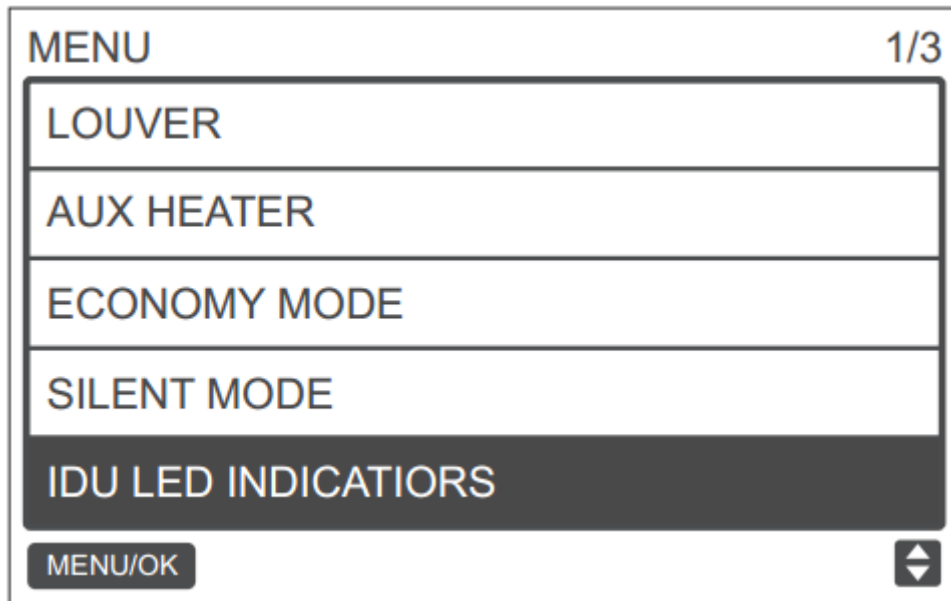 MENU 1/3
LOUVER
AUX HEATER
ECONOMY MODE
SILENT MODE
IDU LED INDICATIORS
MENU/OK